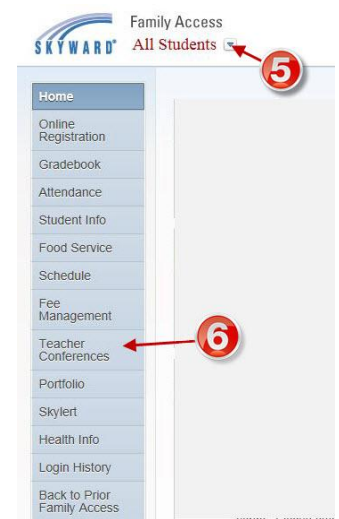 Family Access
SKYWARD All Students
5
Home
Online
Registration
Gradebook
Attendance
Student Info
Food Service
Schedule
Fee
Management
Teacher
Conferences
6
Portfolio
Skylert
Health Info
Login History
Back to Prior
Family Access